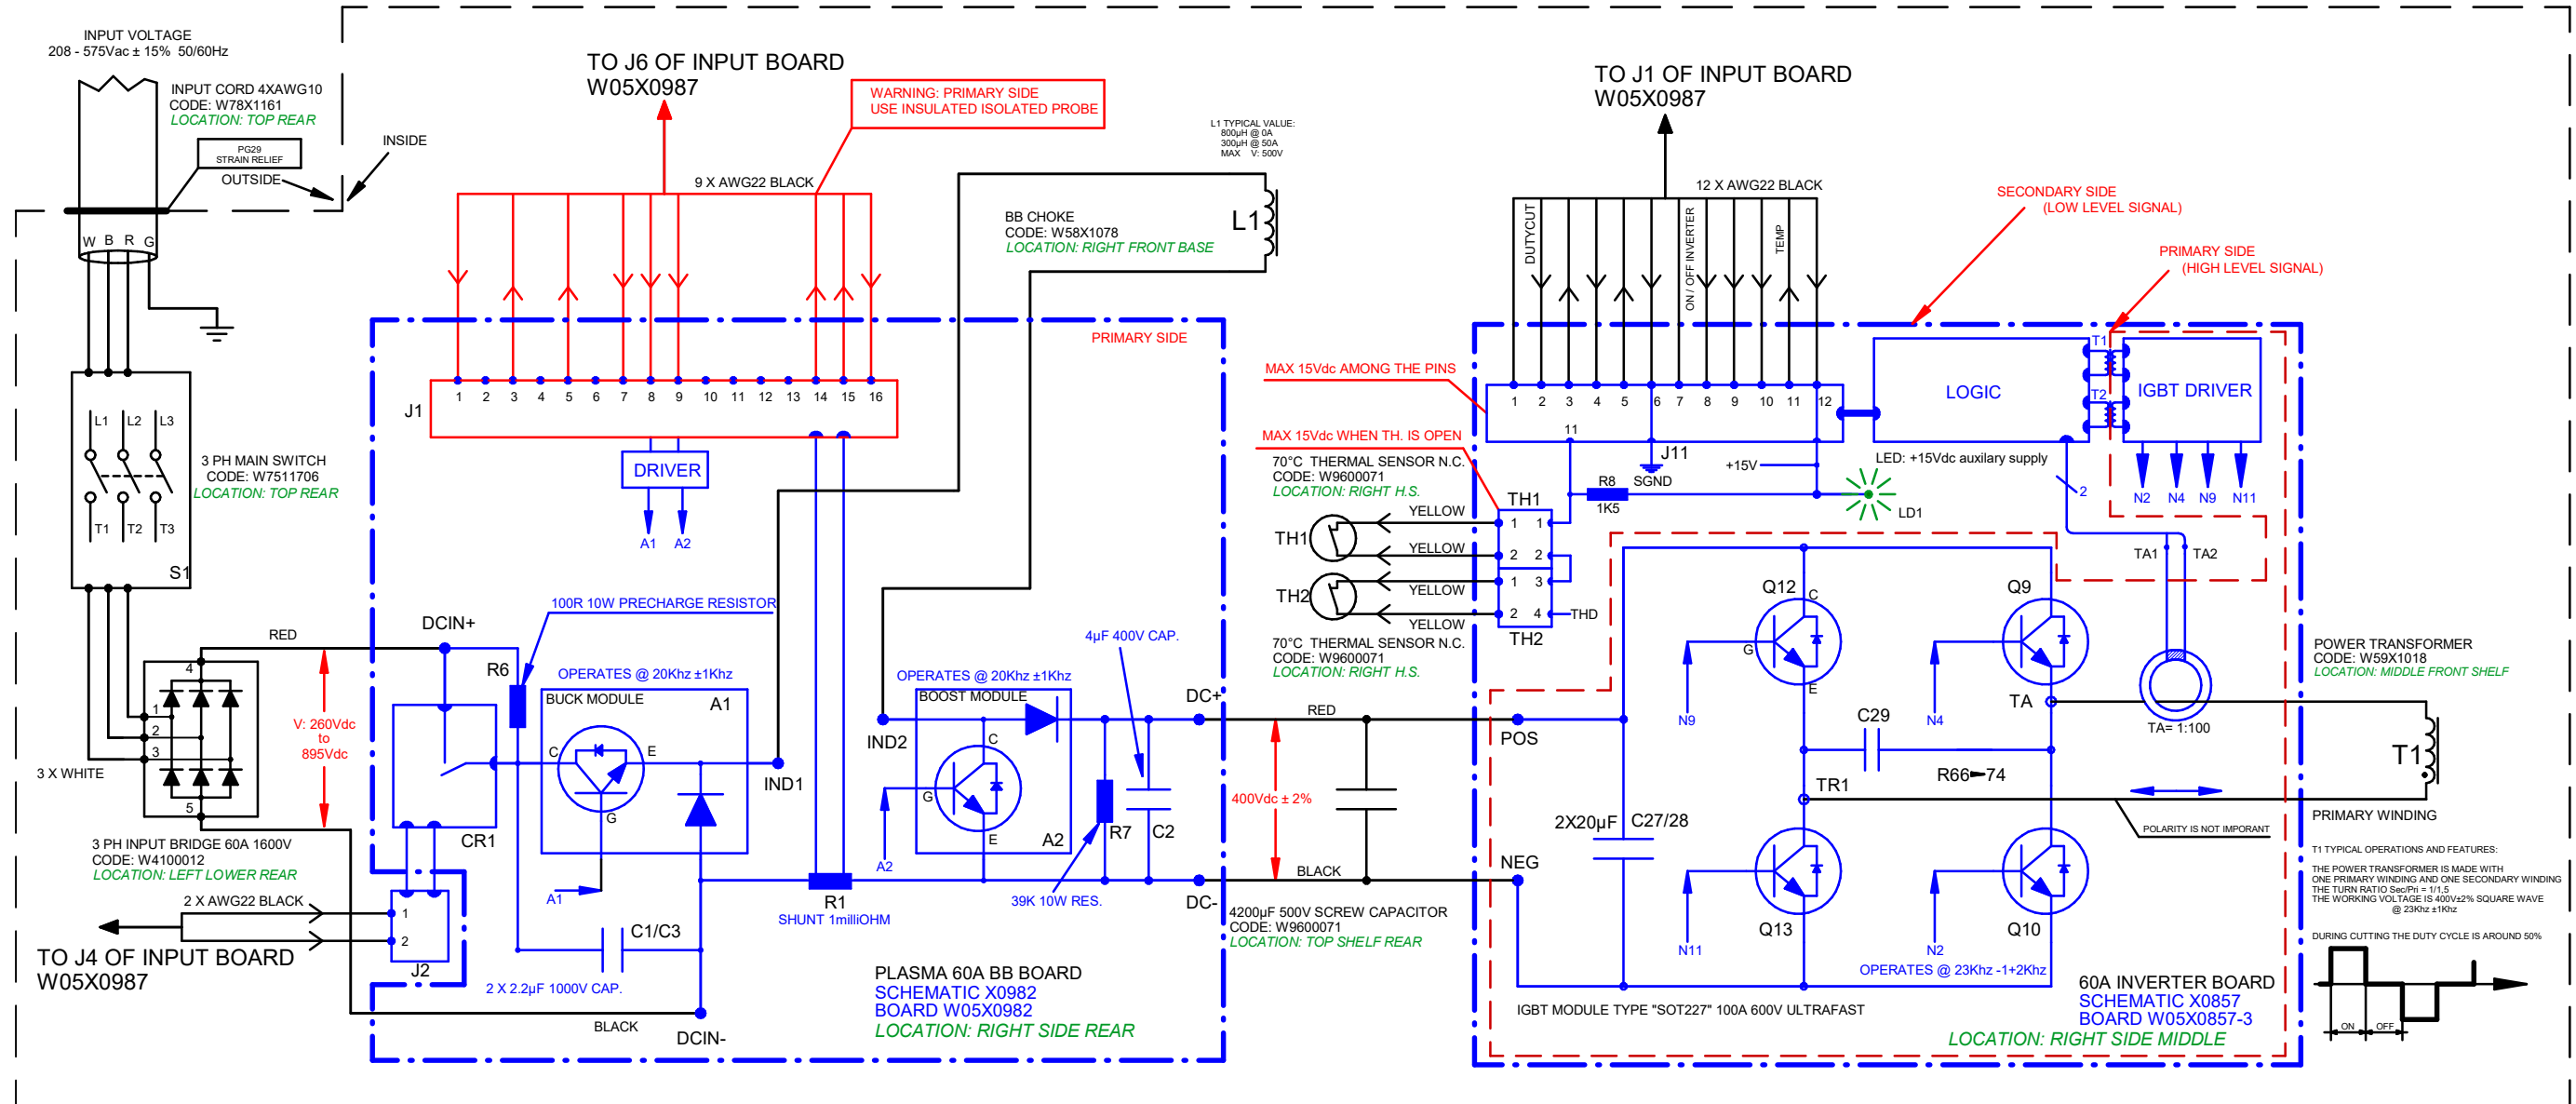 INPUT VOLTAGE
208 - 575Vac ± 15% 50/60Hz
INPUT CORD 4XAWG10
CODE: W78X1161
LOCATION: TOP REAR
PG29
STRAIN RELIEF
OUTSIDE
INSIDE
W B R G
L1 L2 L3
T1 T2 T3
S1
3 PH MAIN SWITCH
CODE: W7511706
LOCATION: TOP REAR
RED
4
1
2
3
5
3 X WHITE
V: 260Vdc
to
895Vdc
3 PH INPUT BRIDGE 60A 1600V
CODE: W4100012
LOCATION: LEFT LOWER REAR
2 X AWG22 BLACK
TO J4 OF INPUT BOARD
W05X0987
1
2
J2
BLACK
TO J6 OF INPUT BOARD
W05X0987
WARNING: PRIMARY SIDE
USE INSULATED ISOLATED PROBE
9 X AWG22 BLACK
PRIMARY SIDE
J1
1 2 3 4 5 6 7 8 9 10 11 12 13 14 15 16
DRIVER
A1 A2
DCIN+
R6
100R 10W PRECHARGE RESISTOR
CR1
OPERATES @ 20Khz ±1Khz
BUCK MODULE
A1
C
E
G
A1
IND1
C1/C3
2 X 2.2µF 1000V CAP.
DCIN-
R1
SHUNT 1milliOHM
BB CHOKE
CODE: W58X1078
LOCATION: RIGHT FRONT BASE
L1 TYPICAL VALUE:
800µH @ 0A
300µH @ 50A
MAX V: 500V
L1
IND2
OPERATES @ 20Khz ±1Khz
BOOST MODULE
C
G
E
A2
A2
4µF 400V CAP.
R7
C2
39K 10W RES.
DC+
DC-
PLASMA 60A BB BOARD
SCHEMATIC X0982
BOARD W05X0982
LOCATION: RIGHT SIDE REAR
RED
400Vdc ± 2%
BLACK
4200µF 500V SCREW CAPACITOR
CODE: W9600071
LOCATION: TOP SHELF REAR
TO J1 OF INPUT BOARD
W05X0987
12 X AWG22 BLACK
DUTYCUT
ON / OFF INVERTER
TEMP
SECONDARY SIDE
(LOW LEVEL SIGNAL)
PRIMARY SIDE
(HIGH LEVEL SIGNAL)
MAX 15Vdc AMONG THE PINS
1 2 3 4 5 6 7 8 9 10 11 12
11
J11
MAX 15Vdc WHEN TH. IS OPEN
70°C THERMAL SENSOR N.C.
CODE: W9600071
LOCATION: RIGHT H.S.
TH1
YELLOW
YELLOW
TH2
YELLOW
YELLOW
70°C THERMAL SENSOR N.C.
CODE: W9600071
LOCATION: RIGHT H.S.
TH1
1 1
2 2
1 3
2 4
TH2
THD
R8
1K5
SGND
+15V
LED: +15Vdc auxilary supply
LD1
LOGIC
T1
T2
IGBT DRIVER
N2 N4 N9 N11
2
TA1 TA2
POS
NEG
2X20µF C27/28
Q12
C
G
E
N9
Q9
N4
C29
TR1
R66 74
TA
TA= 1:100
Q13
N11
Q10
N2
OPERATES @ 23Khz -1+2Khz
IGBT MODULE TYPE "SOT227" 100A 600V ULTRAFAST
60A INVERTER BOARD
SCHEMATIC X0857
BOARD W05X0857-3
LOCATION: RIGHT SIDE MIDDLE
POWER TRANSFORMER
CODE: W59X1018
LOCATION: MIDDLE FRONT SHELF
T1
PRIMARY WINDING
POLARITY IS NOT IMPORANT
T1 TYPICAL OPERATIONS AND FEATURES:
THE POWER TRANSFORMER IS MADE WITH
ONE PRIMARY WINDING AND ONE SECONDARY WINDING
THE TURN RATIO Sec/Pri = 1/1,5
THE WORKING VOLTAGE IS 400V±2% SQUARE WAVE
@ 23Khz ±1Khz
DURING CUTTING THE DUTY CYCLE IS AROUND 50%
ON OFF